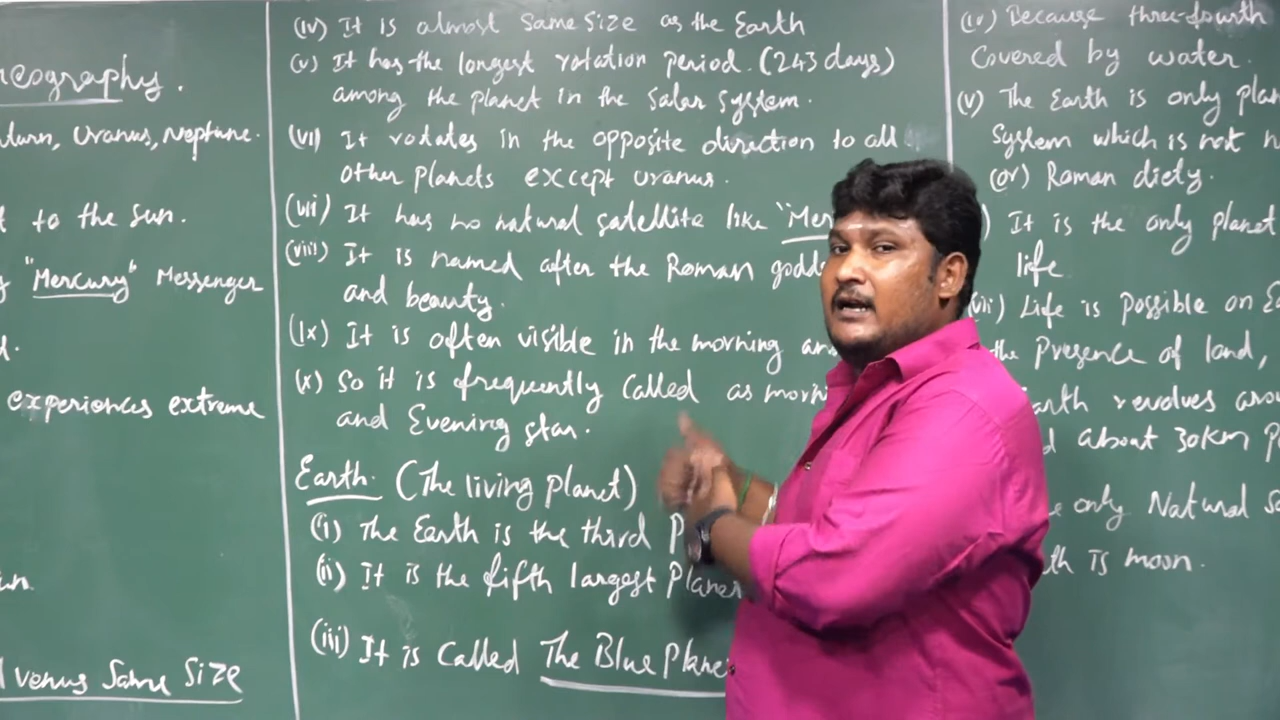 Geography.
Uranus, Neptune.
t to the sun.
"Mercury" Messenger
experiences extreme
Venus Same Size
(iv) It is almost same size as the Earth
(v) It has the longest rotation period. (243 days)
among the planet in the Solar System.
(vi) It rotates in the opposite direction to all
other planets except Uranus.
(vii) It has no natural satellite like "Mer
(viii) It is named after the Roman godd
and beauty.
(ix) It is often visible in the morning an
(x) So it is frequently called as morni
and Evening star.
Earth. (The living planet)
(i) The Earth is the third P
(ii) It is the fifth largest Planet
(iii) It is called The Blue Plane
(iv) Because three-fourth
Covered by water.
(v) The Earth is only plan
System which is not n
(or) Roman diety.
It is the only planet
life
Life is possible on Ea
the Presence of land,
arth revolves arou
d about 30km p
e only Natural Sa
th is moon.